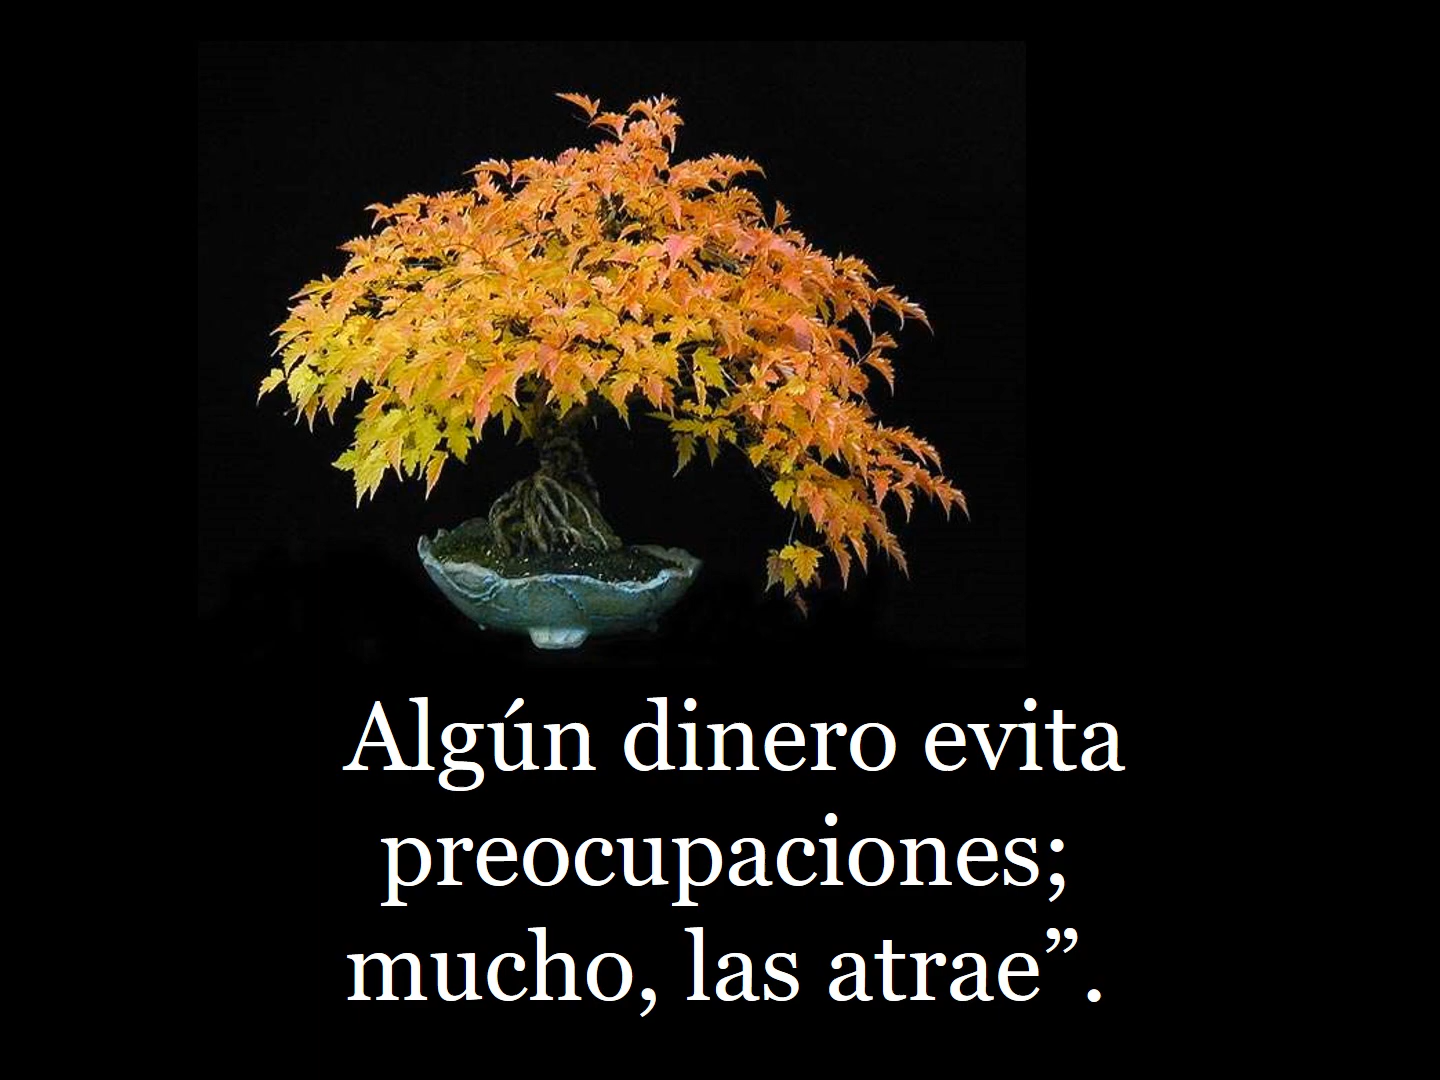 Algún dinero evita
preocupaciones;
mucho, las atrae”.